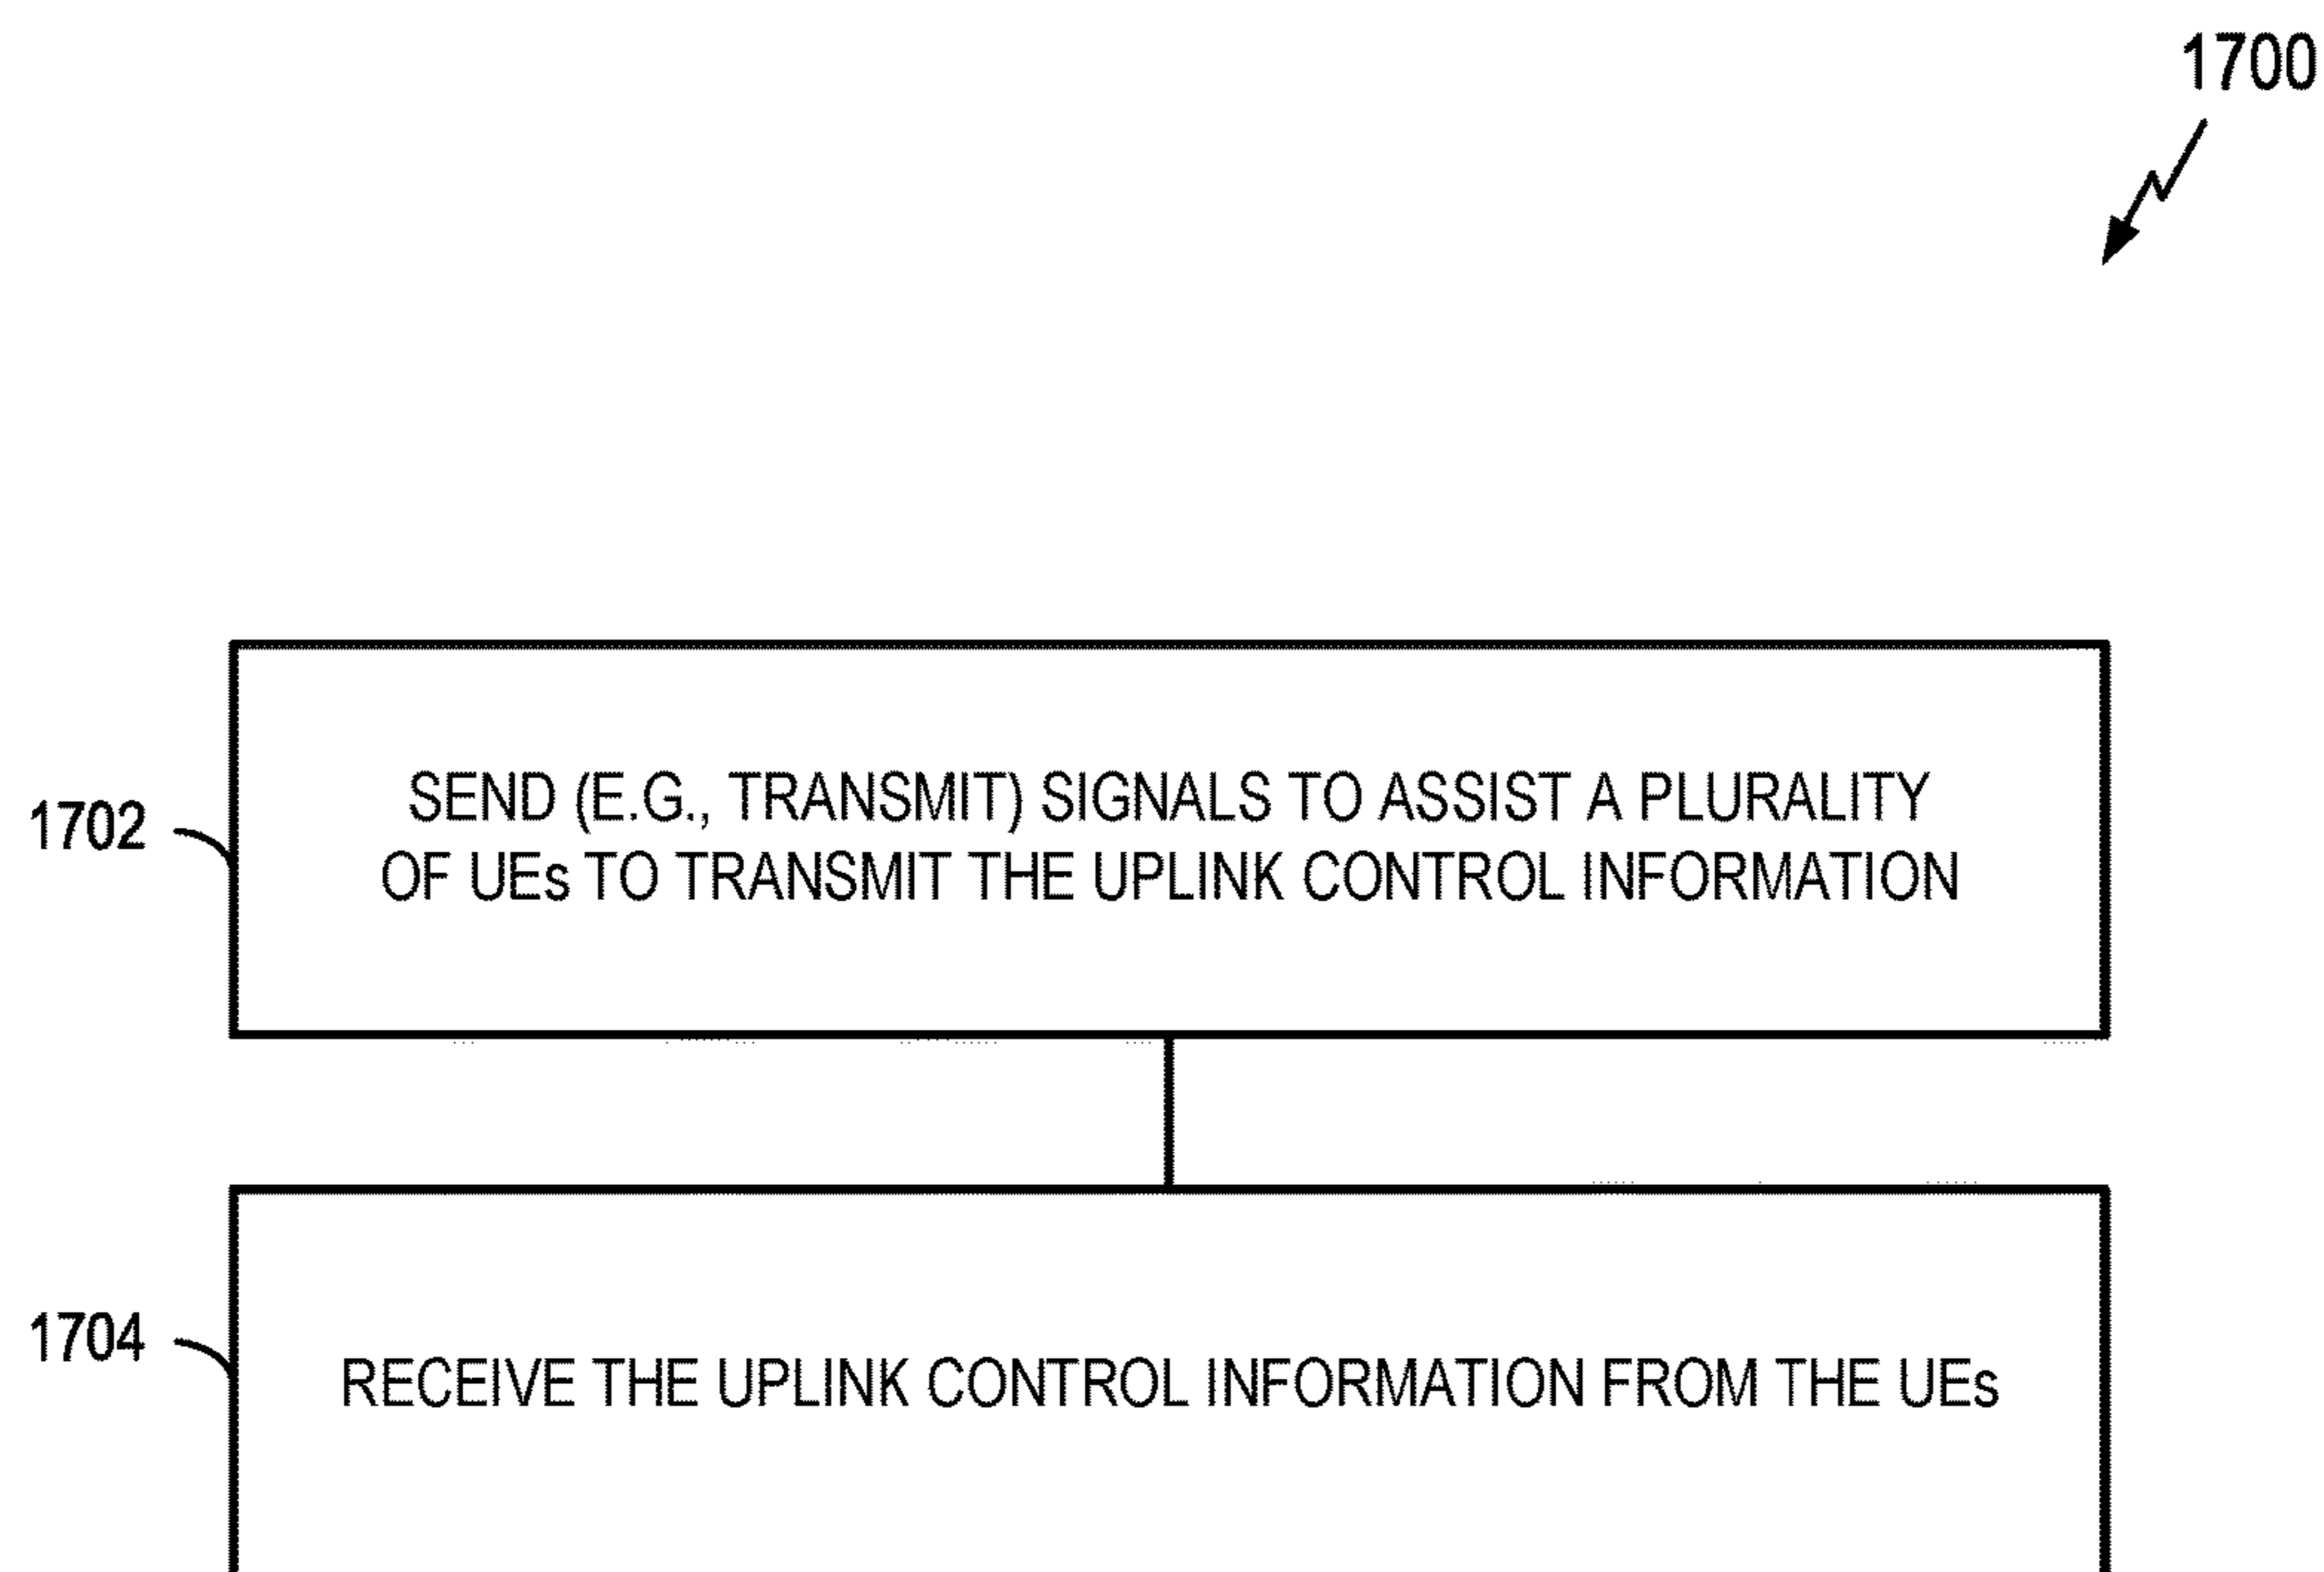 1700
1702
SEND (E.G., TRANSMIT) SIGNALS TO ASSIST A PLURALITY
OF UEs TO TRANSMIT THE UPLINK CONTROL INFORMATION
1704
RECEIVE THE UPLINK CONTROL INFORMATION FROM THE UEs